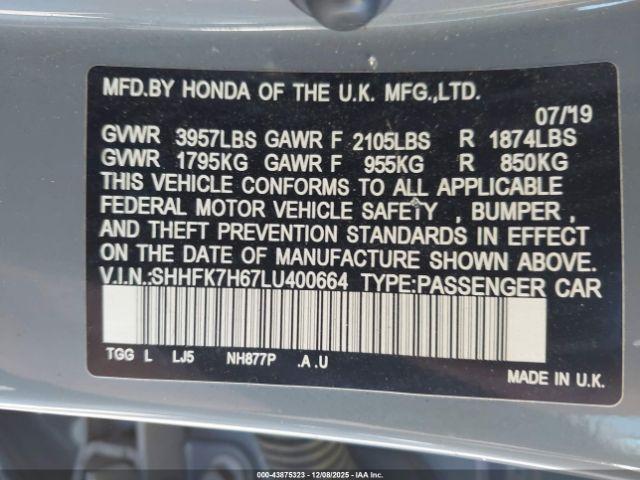 MFD.BY HONDA OF THE U.K. MFG.,LTD.
07/'19
GVWR 3957LBS GAWR F 2105LBS R 1874LBS
GVWR 1795KG GAWR F 955KG R 850KG
THIS VEHICLE CONFORMS TO ALL APPLICABLE
FEDERAL MOTOR VEHICLE SAFETY , BUMPER ,
AND THEFT PREVENTION STANDARDS IN EFFECT
ON THE DATE OF MANUFACTURE SHOWN ABOVE.
V.I.N.:SHHFK7H67LU400664 TYPE:PASSENGER CAR
TGG L LJ5 NH877P .A .U
MADE IN U.K.
000-43875323 - 12/08/2025 - IAA Inc.